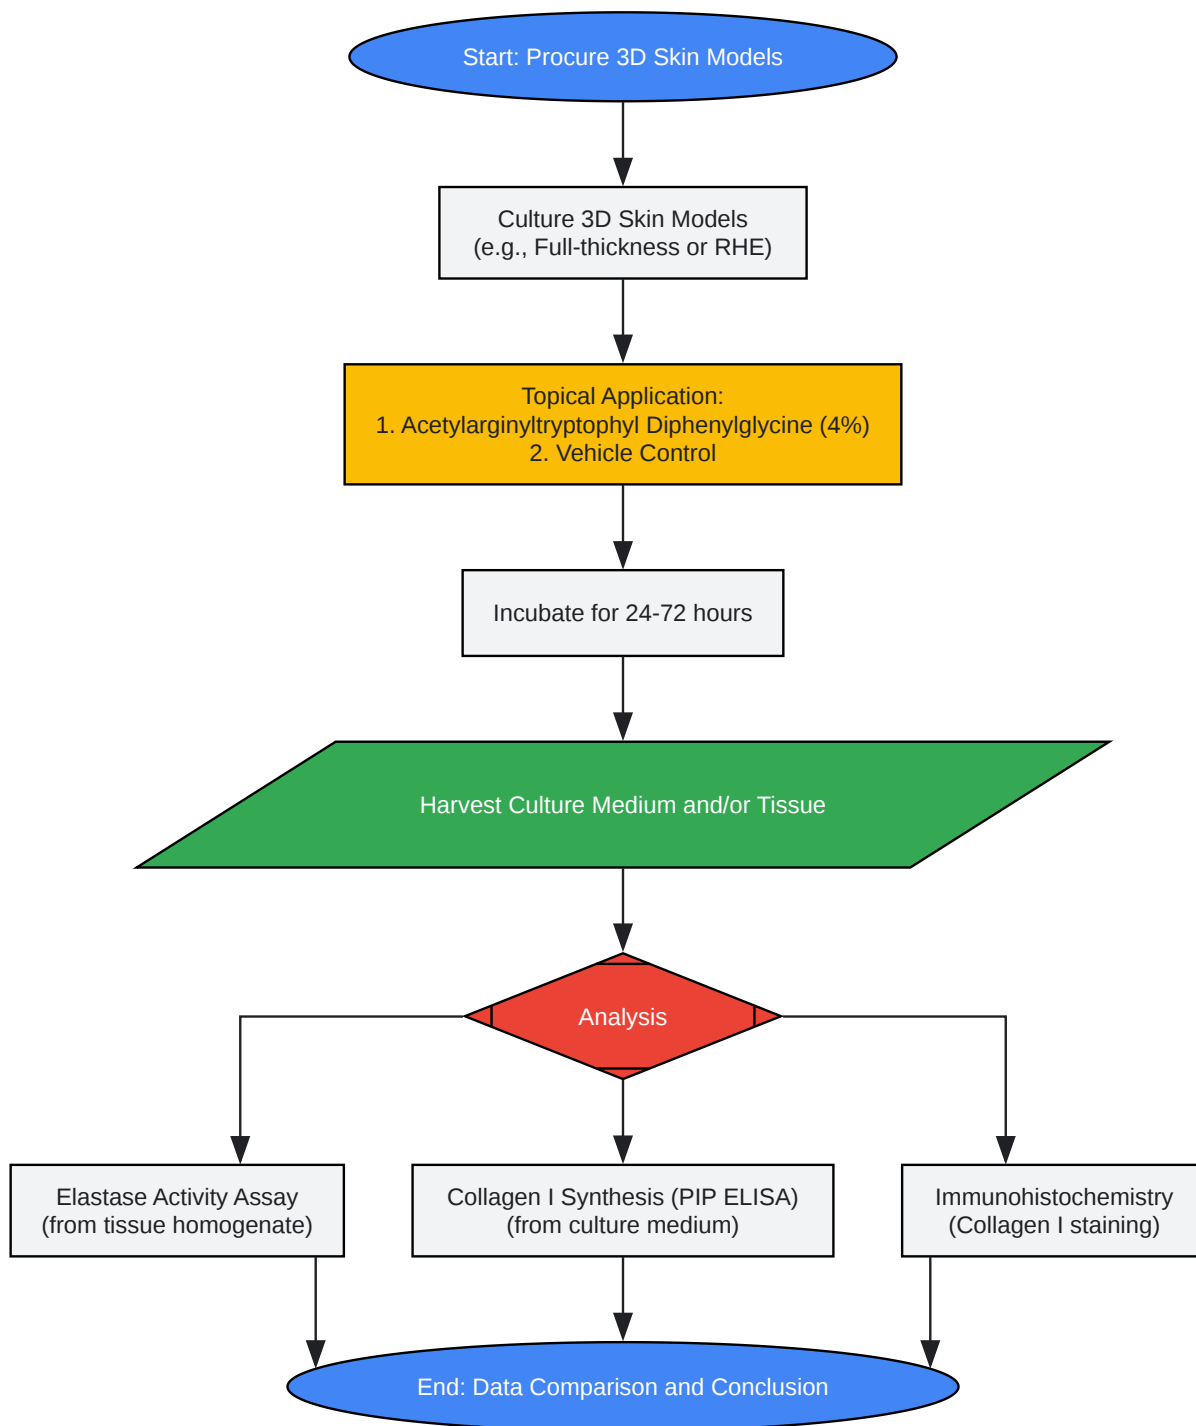 Start: Procure 3D Skin Models
Culture 3D Skin Models
(e.g., Full-thickness or RHE)
Topical Application:
1. Acetylarginyltryptophyl Diphenylglycine (4%)
2. Vehicle Control
Incubate for 24-72 hours
Harvest Culture Medium and/or Tissue
Analysis
Elastase Activity Assay
(from tissue homogenate)
Collagen I Synthesis (PIP ELISA)
(from culture medium)
Immunohistochemistry
(Collagen I staining)
End: Data Comparison and Conclusion